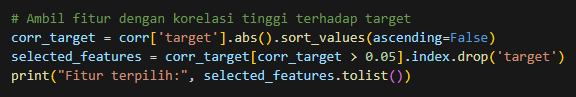 # Ambil fitur dengan korelasi tinggi terhadap target
corr_target = corr['target'].abs().sort_values(ascending=False)
selected_features = corr_target[corr_target > 0.05].index.drop('target')
print("Fitur terpilih:", selected_features.tolist())